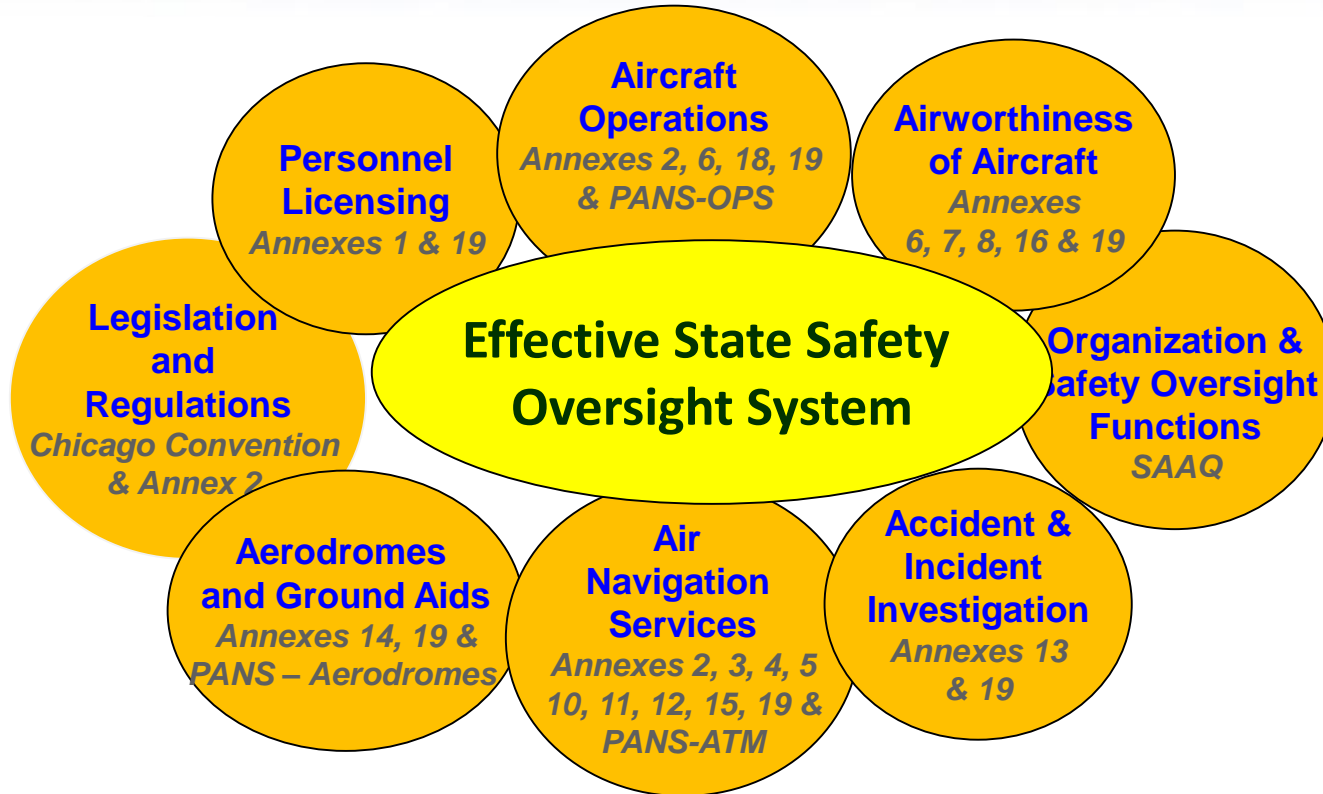 Aircraft
Operations
Annexes 2, 6, 18, 19
& PANS-OPS
Airworthiness
of Aircraft
Annexes
6, 7, 8, 16 & 19
Personnel
Licensing
Annexes 1 & 19
Legislation
and
Regulations
Chicago Convention
& Annex 2
Effective State Safety
Oversight System
Organization &
Safety Oversight
Functions
SAAQ
Aerodromes
and Ground Aids
Annexes 14, 19 &
PANS – Aerodromes
Air
Navigation
Services
Annexes 2, 3, 4, 5
10, 11, 12, 15, 19 &
PANS-ATM
Accident &
Incident
Investigation
Annexes 13
& 19